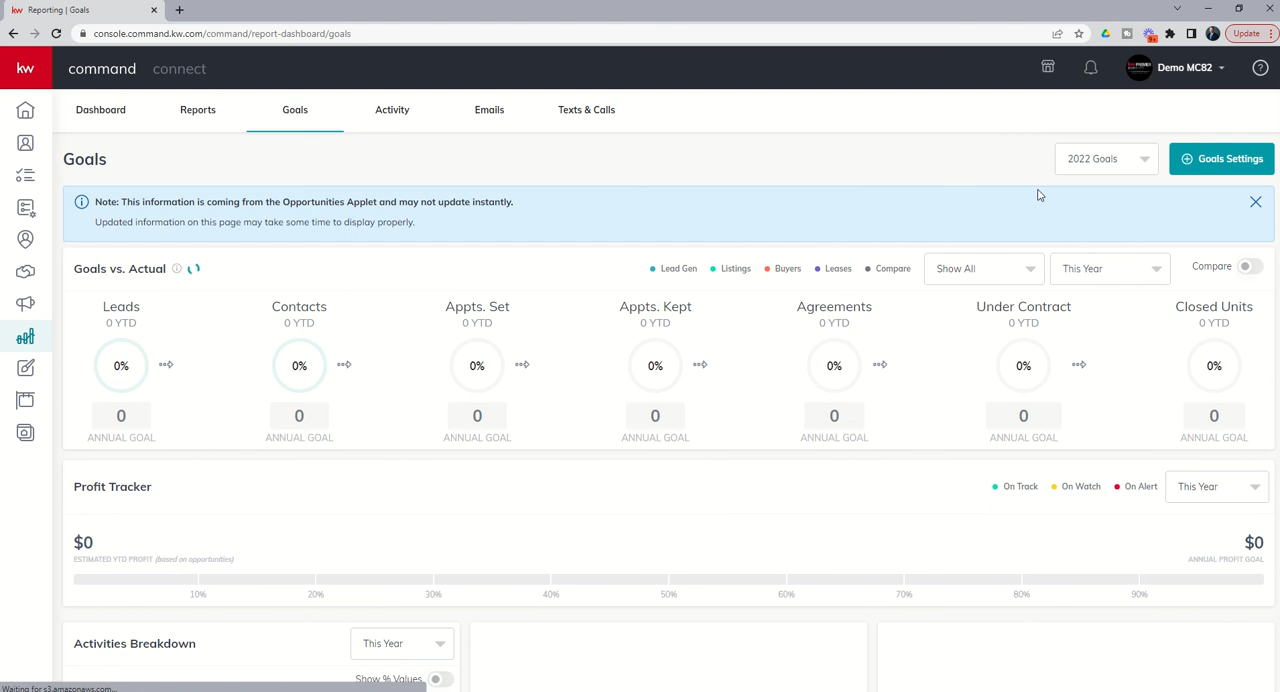 kw Reporting | Goals
console.command.kw.com/command/report-dashboard/goals
9+
Update
kw
command connect
Demo MC82
Dashboard Reports Goals Activity Emails Texts & Calls
Goals
2022 Goals
Goals Settings
Note: This information is coming from the Opportunities Applet and may not update instantly.
Updated information on this page may take some time to display properly.
Goals vs. Actual
Lead Gen Listings Buyers Leases Compare
Show All
This Year
Compare
Leads Contacts Appts. Set Appts. Kept Agreements Under Contract Closed Units
0 YTD 0 YTD 0 YTD 0 YTD 0 YTD 0 YTD 0 YTD
0% 0% 0% 0% 0% 0% 0%
0 0 0 0 0 0 0
ANNUAL GOAL ANNUAL GOAL ANNUAL GOAL ANNUAL GOAL ANNUAL GOAL ANNUAL GOAL ANNUAL GOAL
Profit Tracker
On Track On Watch On Alert
This Year
$0 $0
ESTIMATED YTD PROFIT (based on opportunities) ANNUAL PROFIT GOAL
10% 20% 30% 40% 50% 60% 70% 80% 90%
Activities Breakdown
This Year
Show % Values
Waiting for s3.amazonaws.com...